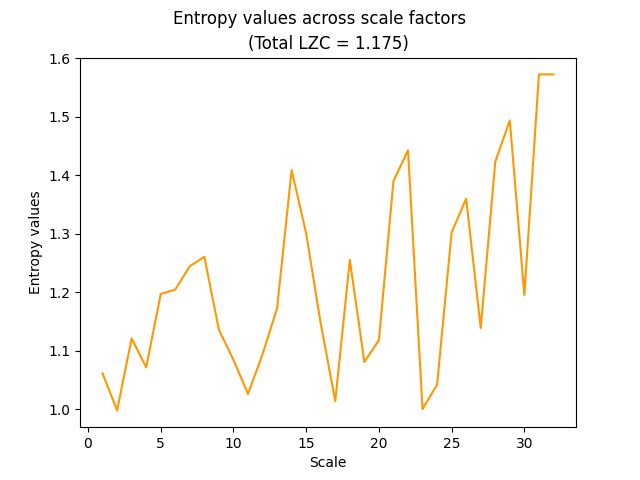 Entropy values across scale factors
(Total LZC = 1.175)
1.6
1.5
1.4
1.3
1.2
1.1
1.0
Entropy values
0 5 10 15 20 25 30
Scale